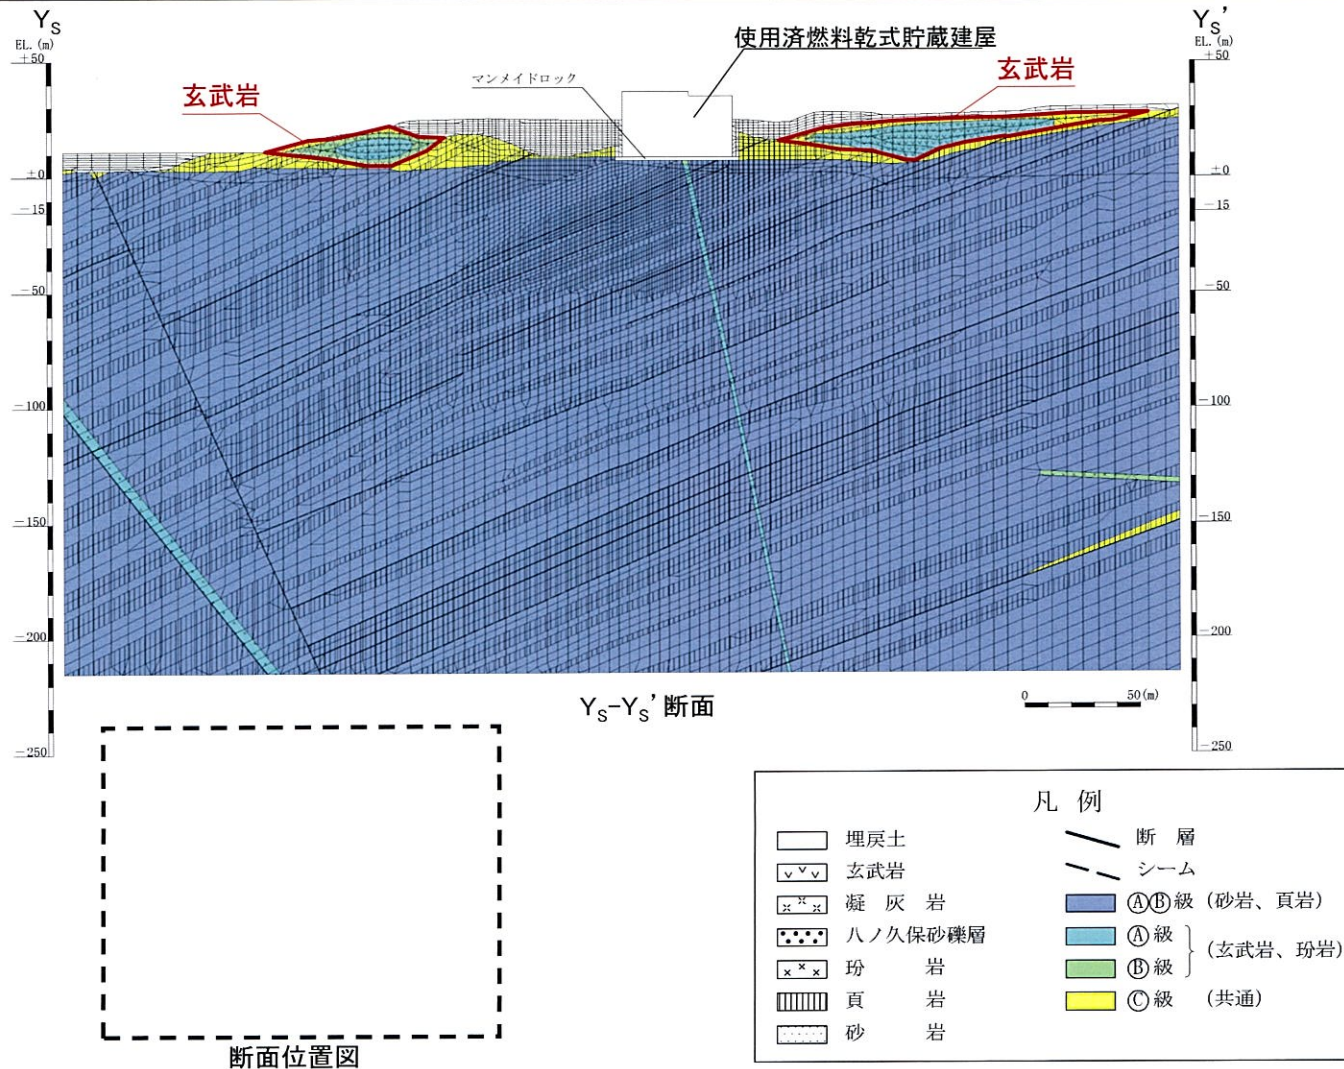 Ys
Ys’
EL. (m)
EL. (m)
+50
+50
使用済燃料乾式貯蔵建屋
玄武岩
マンメイドロック
玄武岩
±0
±0
−15
−15
−50
−50
−100
−100
−150
−150
−200
−200
−250
−250
Ys-Ys’断面
0 50(m)
断面位置図
凡 例
埋戻土
玄武岩
凝 灰 岩
八ノ久保砂礫層
玢 岩
頁 岩
砂 岩
断 層
シーム
ⒶⒷ級 (砂岩、頁岩)
Ⓐ級
Ⓑ級
(玄武岩、玢岩)
Ⓒ級 (共通)